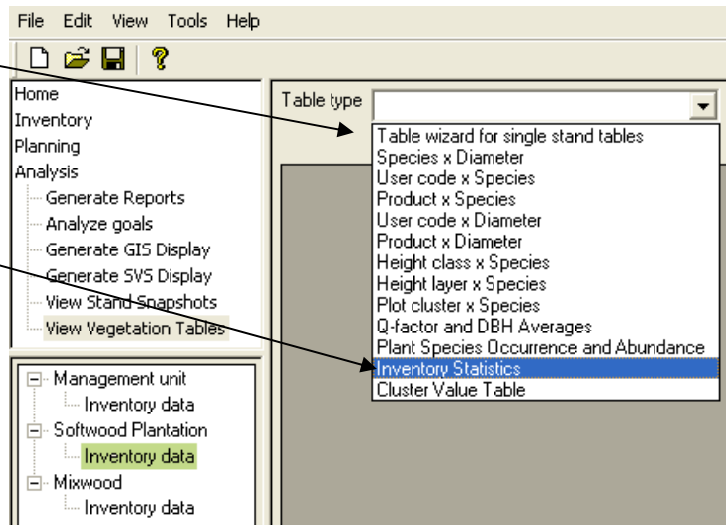 File Edit View Tools Help
Home
Inventory
Planning
Analysis
Generate Reports
Analyze goals
Generate GIS Display
Generate SVS Display
View Stand Snapshots
View Vegetation Tables
Management unit
Inventory data
Softwood Plantation
Inventory data
Mixwood
Inventory data
Table type
Table wizard for single stand tables
Species x Diameter
User code x Species
Product x Species
User code x Diameter
Product x Diameter
Height class x Species
Height layer x Species
Plot cluster x Species
Q-factor and DBH Averages
Plant Species Occurrence and Abundance
Inventory Statistics
Cluster Value Table